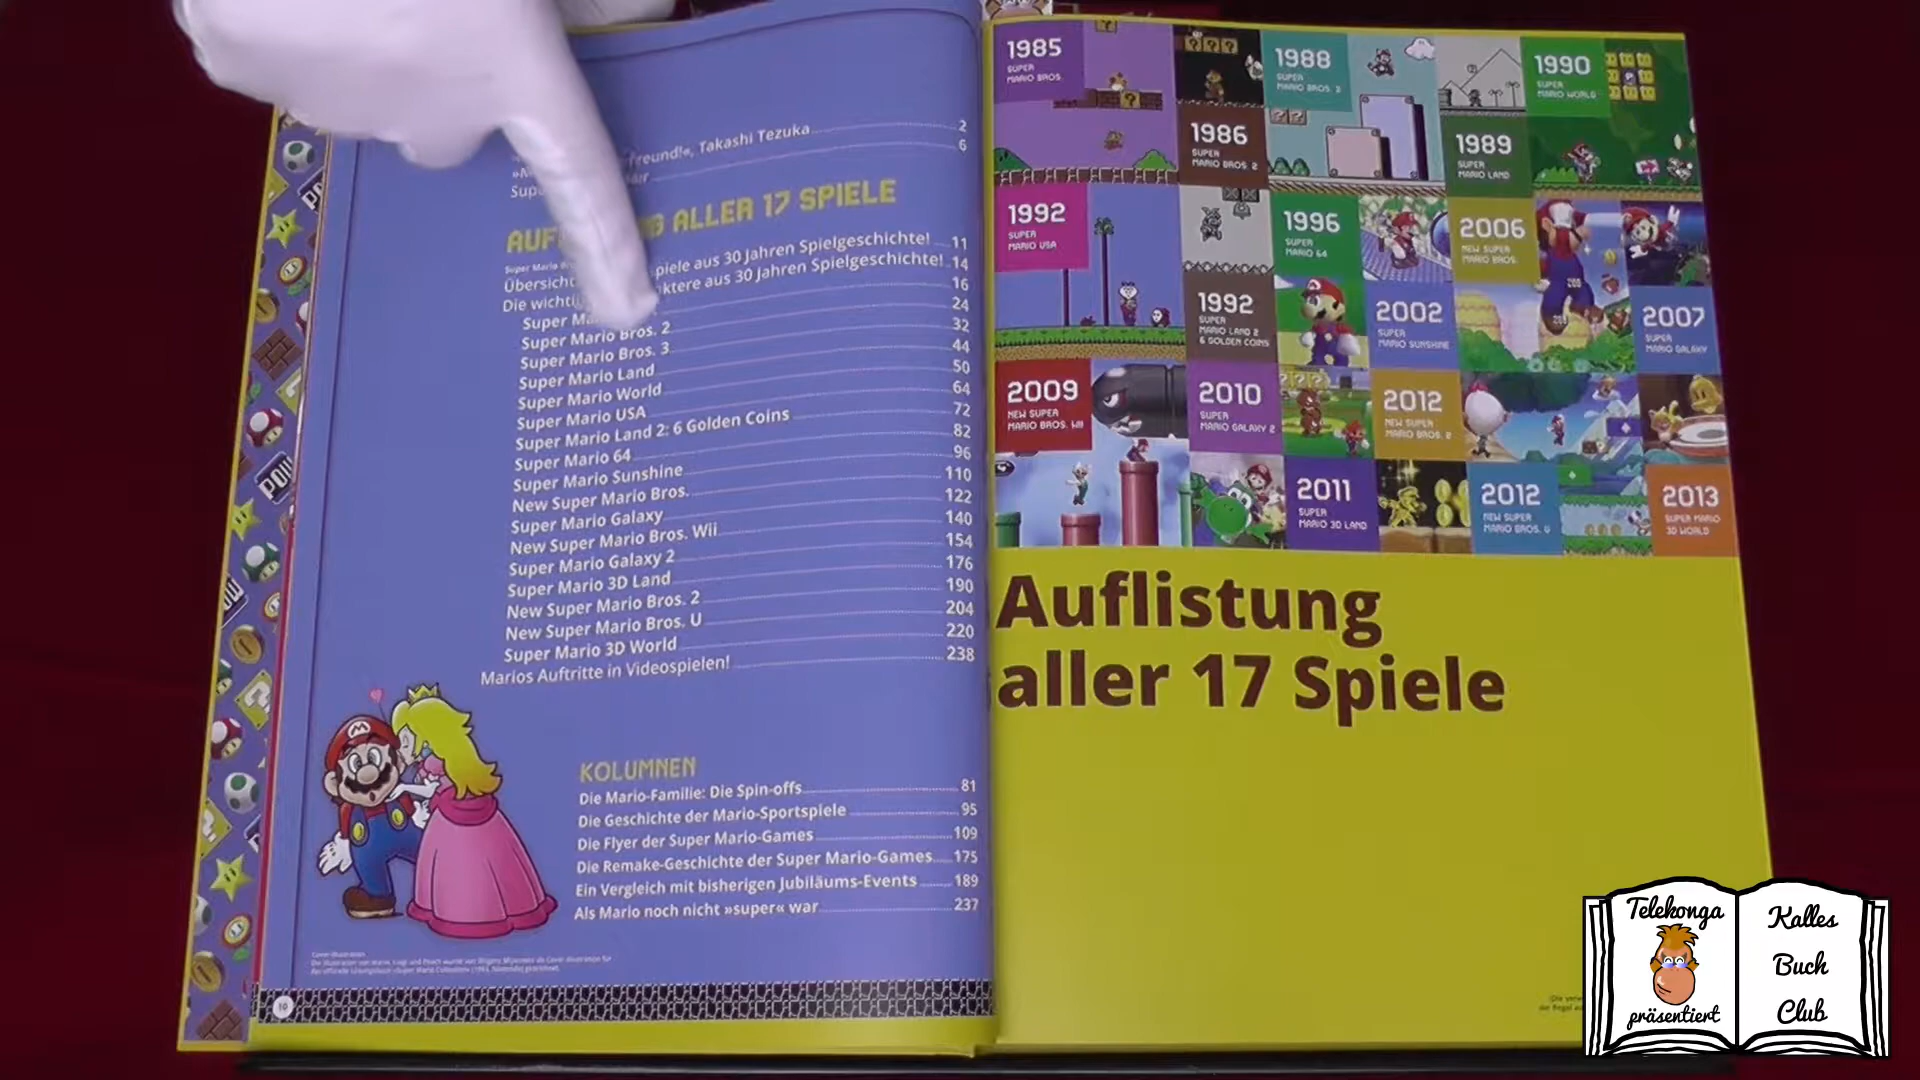 freund!«, Takashi Tezuka 2
6
AUF G ALLER 17 SPIELE
piele aus 30 Jahren Spielgeschichte! 11
Übersicht ktere aus 30 Jahren Spielgeschichte! 14
Die wichti 16
Super Ma 24
Super Mario Bros. 2 32
Super Mario Bros. 3 44
Super Mario Land 50
Super Mario World 64
Super Mario USA 72
Super Mario Land 2: 6 Golden Coins 82
Super Mario 64 96
Super Mario Sunshine 110
New Super Mario Bros. 122
Super Mario Galaxy 140
New Super Mario Bros. Wii 154
Super Mario Galaxy 2 176
Super Mario 3D Land 190
New Super Mario Bros. 2 204
New Super Mario Bros. U 220
Super Mario 3D World 238
Marios Auftritte in Videospielen!
KOLUMNEN
Die Mario-Familie: Die Spin-offs 81
Die Geschichte der Mario-Sportspiele 95
Die Flyer der Super Mario-Games 109
Die Remake-Geschichte der Super Mario-Games 175
Ein Vergleich mit bisherigen Jubiläums-Events 189
Als Mario noch nicht »super« war 237
10
1985
SUPER
MARIO BROS.
1986
SUPER
MARIO BROS. 2
1988
SUPER
MARIO BROS. 3
1989
SUPER
MARIO LAND
1990
SUPER
MARIO WORLD
1992
SUPER
MARIO USA
1992
SUPER
MARIO LAND 2
6 GOLDEN COINS
1996
SUPER
MARIO 64
2002
SUPER
MARIO SUNSHINE
2006
NEW SUPER
MARIO BROS.
2007
SUPER
MARIO GALAXY
2009
NEW SUPER
MARIO BROS. WII
2010
SUPER
MARIO GALAXY 2
2011
SUPER
MARIO 3D LAND
2012
NEW SUPER
MARIO BROS. 2
2012
NEW SUPER
MARIO BROS. U
2013
SUPER MARIO
3D WORLD
Auflistung
aller 17 Spiele
Telekonga
präsentiert
Kalles
Buch
Club